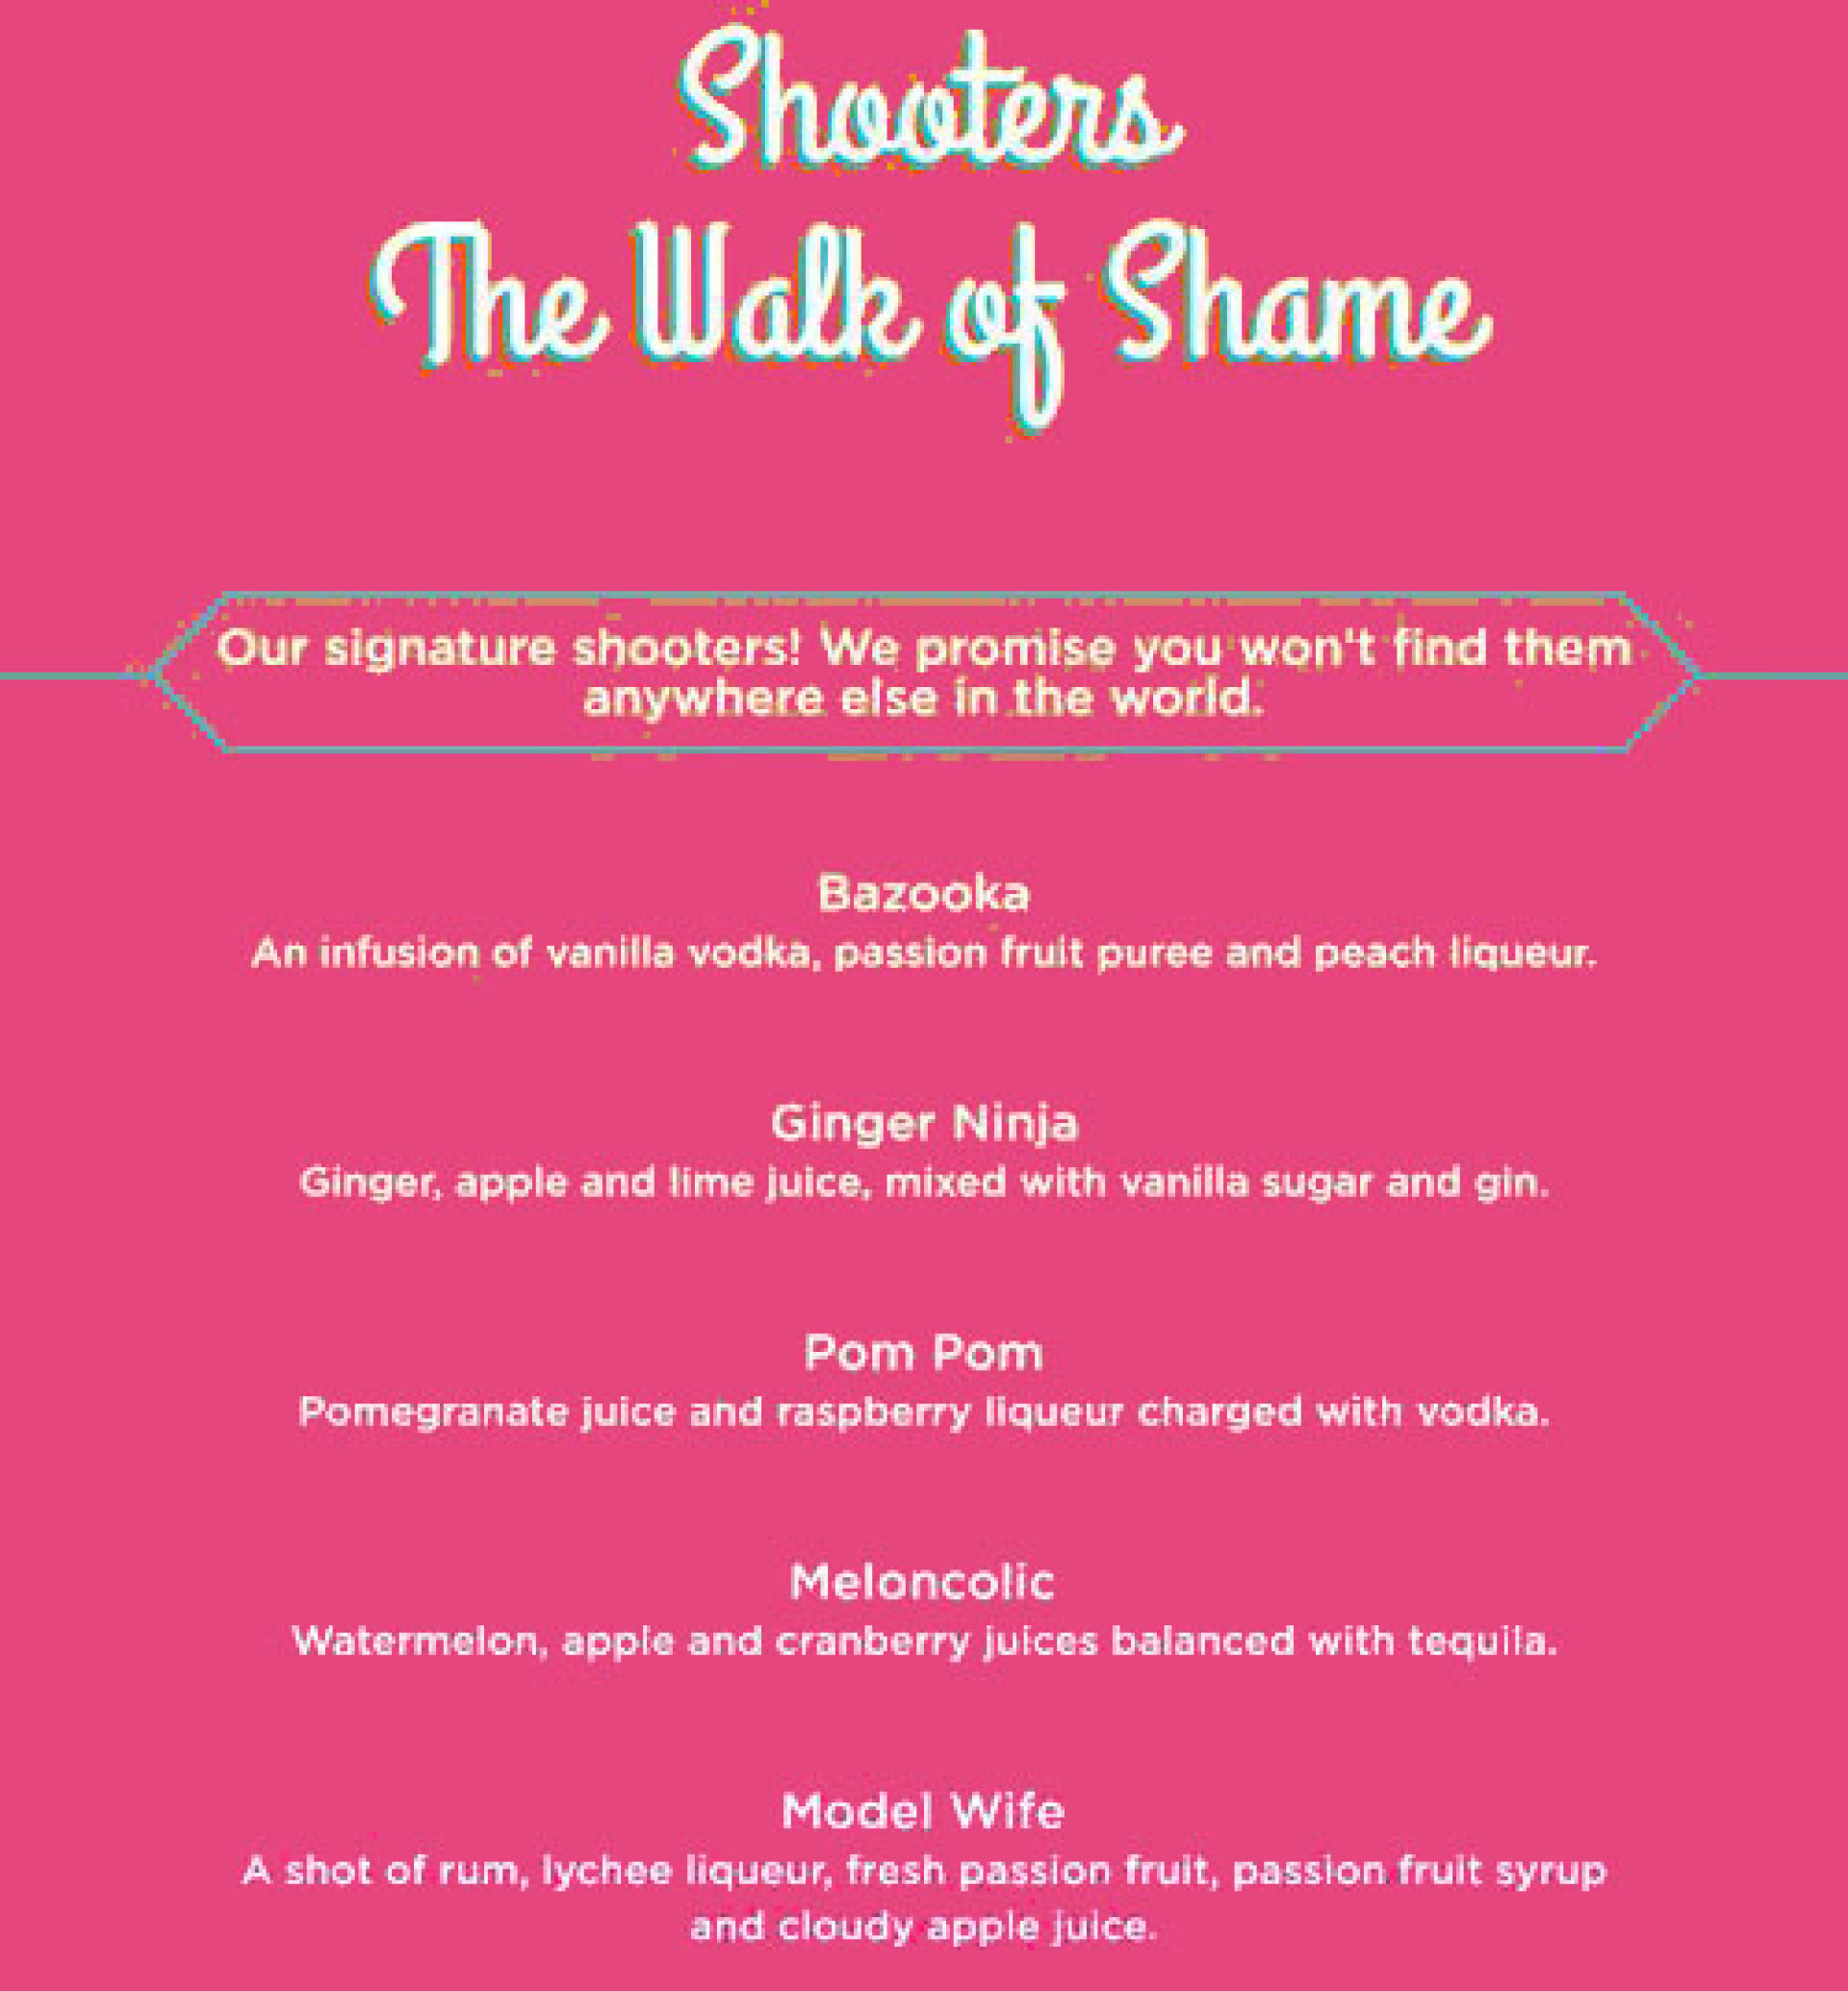 Shooters
The Walk of Shame
Our signature shooters! We promise you won't find them
anywhere else in the world.
Bazooka
An infusion of vanilla vodka, passion fruit puree and peach liqueur.
Ginger Ninja
Ginger, apple and lime juice, mixed with vanilla sugar and gin.
Pom Pom
Pomegranate juice and raspberry liqueur charged with vodka.
Meloncolic
Watermelon, apple and cranberry juices balanced with tequila.
Model Wife
A shot of rum, lychee liqueur, fresh passion fruit, passion fruit syrup
and cloudy apple juice.